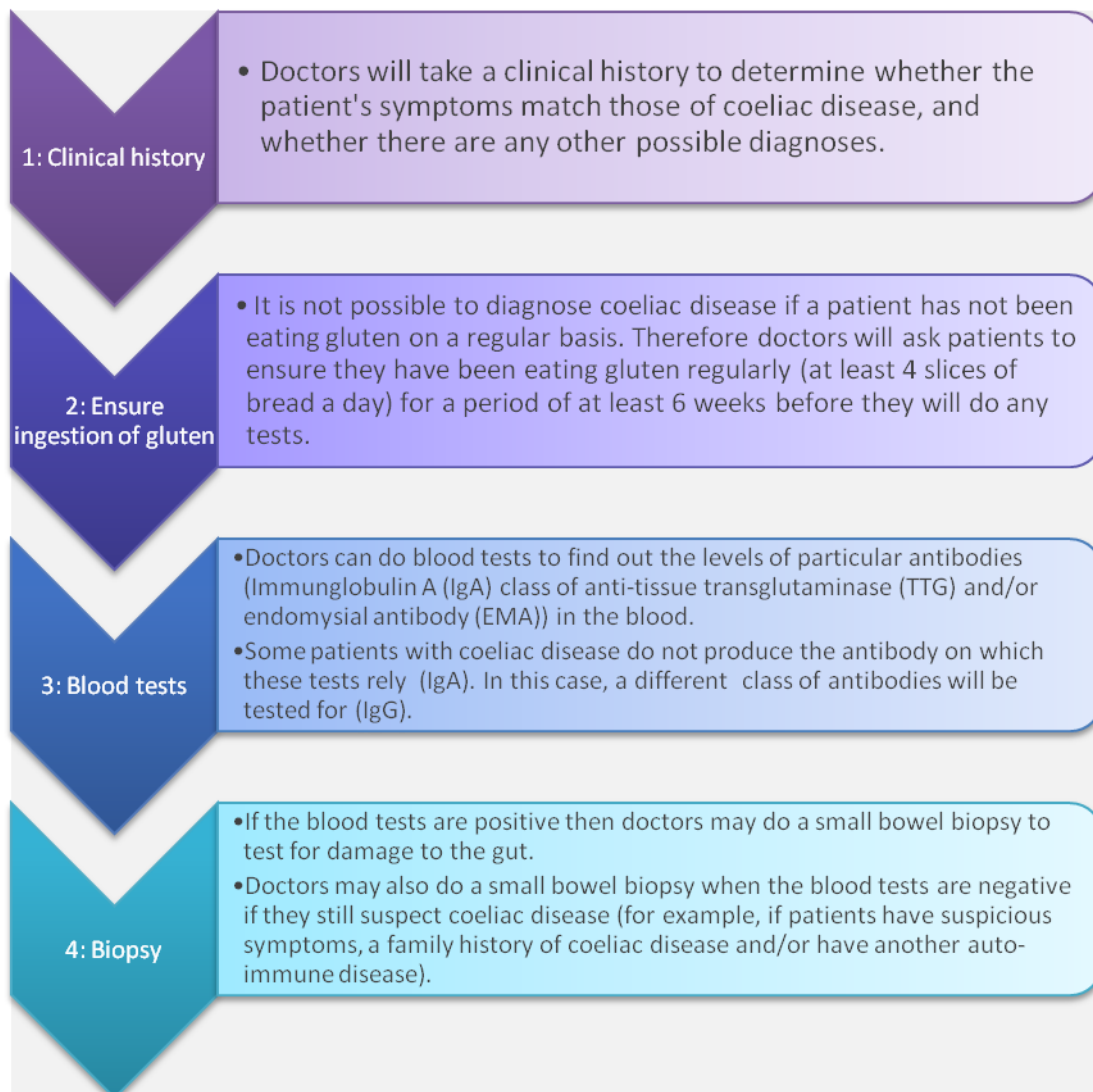 1: Clinical history
• Doctors will take a clinical history to determine whether the
patient's symptoms match those of coeliac disease, and
whether there are any other possible diagnoses.
2: Ensure
ingestion of gluten
• It is not possible to diagnose coeliac disease if a patient has not been
eating gluten on a regular basis. Therefore doctors will ask patients to
ensure they have been eating gluten regularly (at least 4 slices of
bread a day) for a period of at least 6 weeks before they will do any
tests.
3: Blood tests
•Doctors can do blood tests to find out the levels of particular antibodies
(Immunglobulin A (IgA) class of anti-tissue transglutaminase (TTG) and/or
endomysial antibody (EMA)) in the blood.
•Some patients with coeliac disease do not produce the antibody on which
these tests rely (IgA). In this case, a different class of antibodies will be
tested for (IgG).
4: Biopsy
•If the blood tests are positive then doctors may do a small bowel biopsy to
test for damage to the gut.
•Doctors may also do a small bowel biopsy when the blood tests are negative
if they still suspect coeliac disease (for example, if patients have suspicious
symptoms, a family history of coeliac disease and/or have another auto-
immune disease).